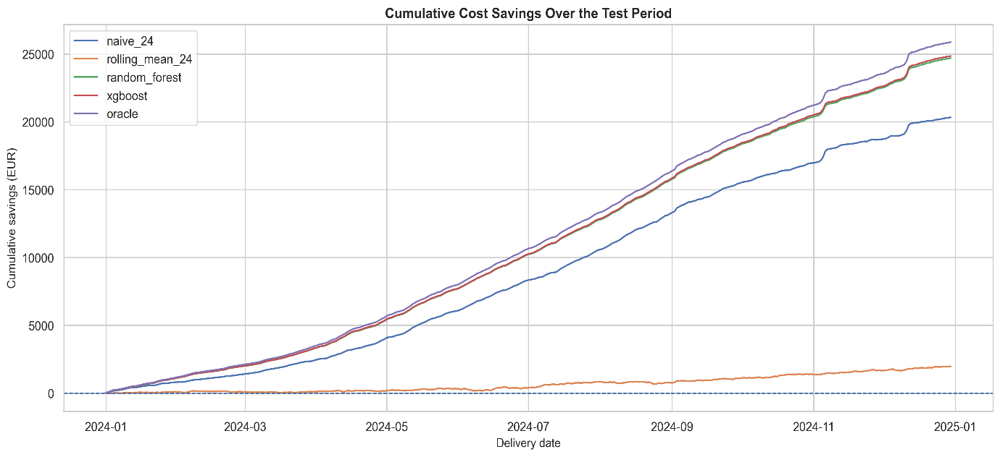 Cumulative Cost Savings Over the Test Period
naive_24
rolling_mean_24
random_forest
xgboost
oracle
Cumulative savings (EUR)
25000
20000
15000
10000
5000
0
2024-01
2024-03
2024-05
2024-07
2024-09
2024-11
2025-01
Delivery date